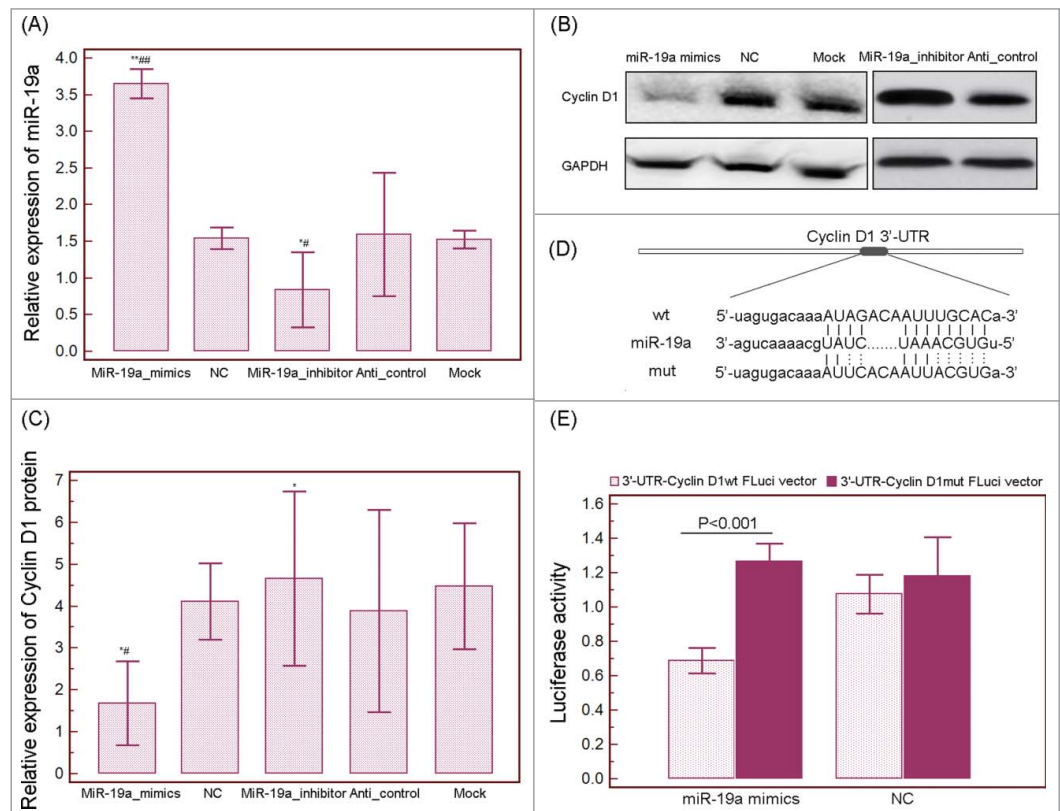 (A)
Relative expression of miR-19a
4.0
3.5
3.0
2.5
2.0
1.5
1.0
0.5
0.0
**##
*#
MiR-19a_mimics NC MiR-19a_inhibitor Anti_control Mock
(B)
miR-19a mimics NC Mock MiR-19a_inhibitor Anti_control
Cyclin D1
GAPDH
(D)
Cyclin D1 3'-UTR
wt 5'-uagugacaaaAUAGACAAUUUGCACa-3'
miR-19a 3'-agucaaaacgUAUC.......UAAACGUGu-5'
mut 5'-uagugacaaaAUUCACAAUUACGUGa-3'
(C)
Relative expression of Cyclin D1 protein
7
6
5
4
3
2
1
0
*#
*
MiR-19a_mimics NC MiR-19a_inhibitor Anti_control Mock
(E)
3'-UTR-Cyclin D1wt FLuci vector 3'-UTR-Cyclin D1mut FLuci vector
Luciferase activity
1.6
1.4
1.2
1.0
0.8
0.6
0.4
0.2
0.0
P<0.001
miR-19a mimics NC